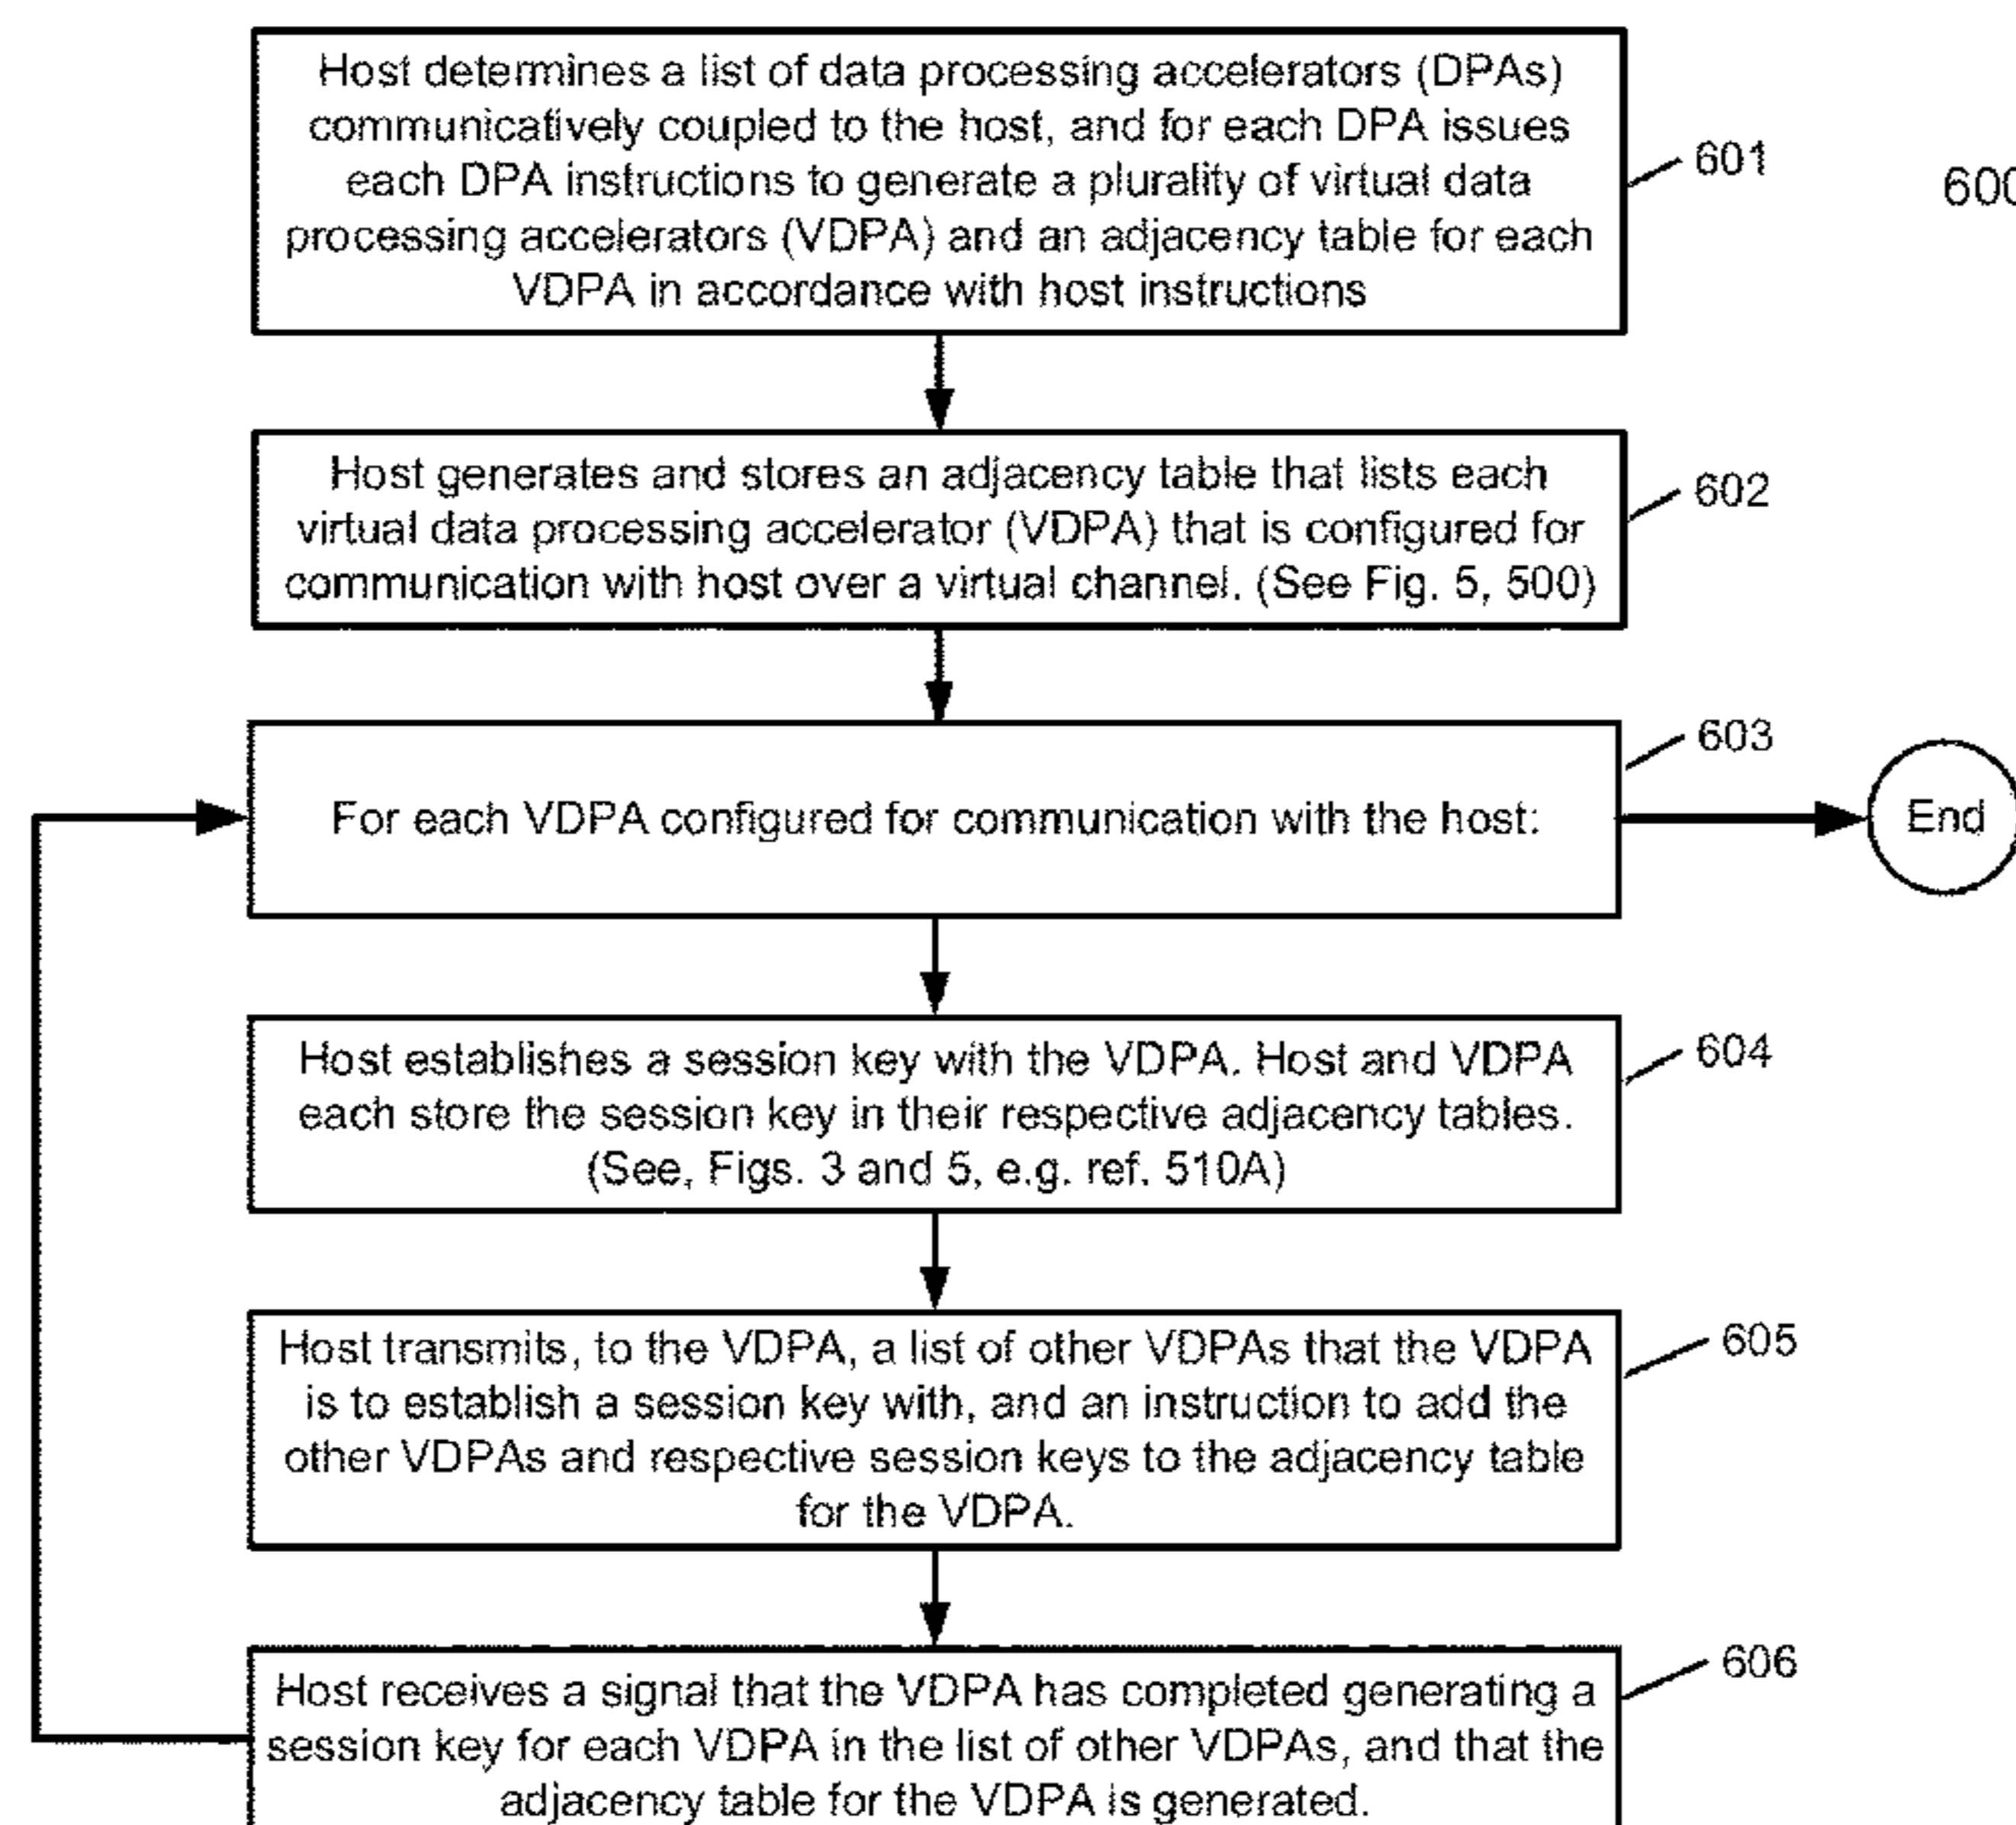 Host determines a list of data processing accelerators (DPAs)
communicatively coupled to the host, and for each DPA issues
each DPA instructions to generate a plurality of virtual data
processing accelerators (VDPA) and an adjacency table for each
VDPA in accordance with host instructions
601
600
Host generates and stores an adjacency table that lists each
virtual data processing accelerator (VDPA) that is configured for
communication with host over a virtual channel. (See Fig. 5, 500)
602
For each VDPA configured for communication with the host:
603
End
Host establishes a session key with the VDPA. Host and VDPA
each store the session key in their respective adjacency tables.
(See, Figs. 3 and 5, e.g. ref. 510A)
604
Host transmits, to the VDPA, a list of other VDPAs that the VDPA
is to establish a session key with, and an instruction to add the
other VDPAs and respective session keys to the adjacency table
for the VDPA.
605
Host receives a signal that the VDPA has completed generating a
session key for each VDPA in the list of other VDPAs, and that the
adjacency table for the VDPA is generated.
606